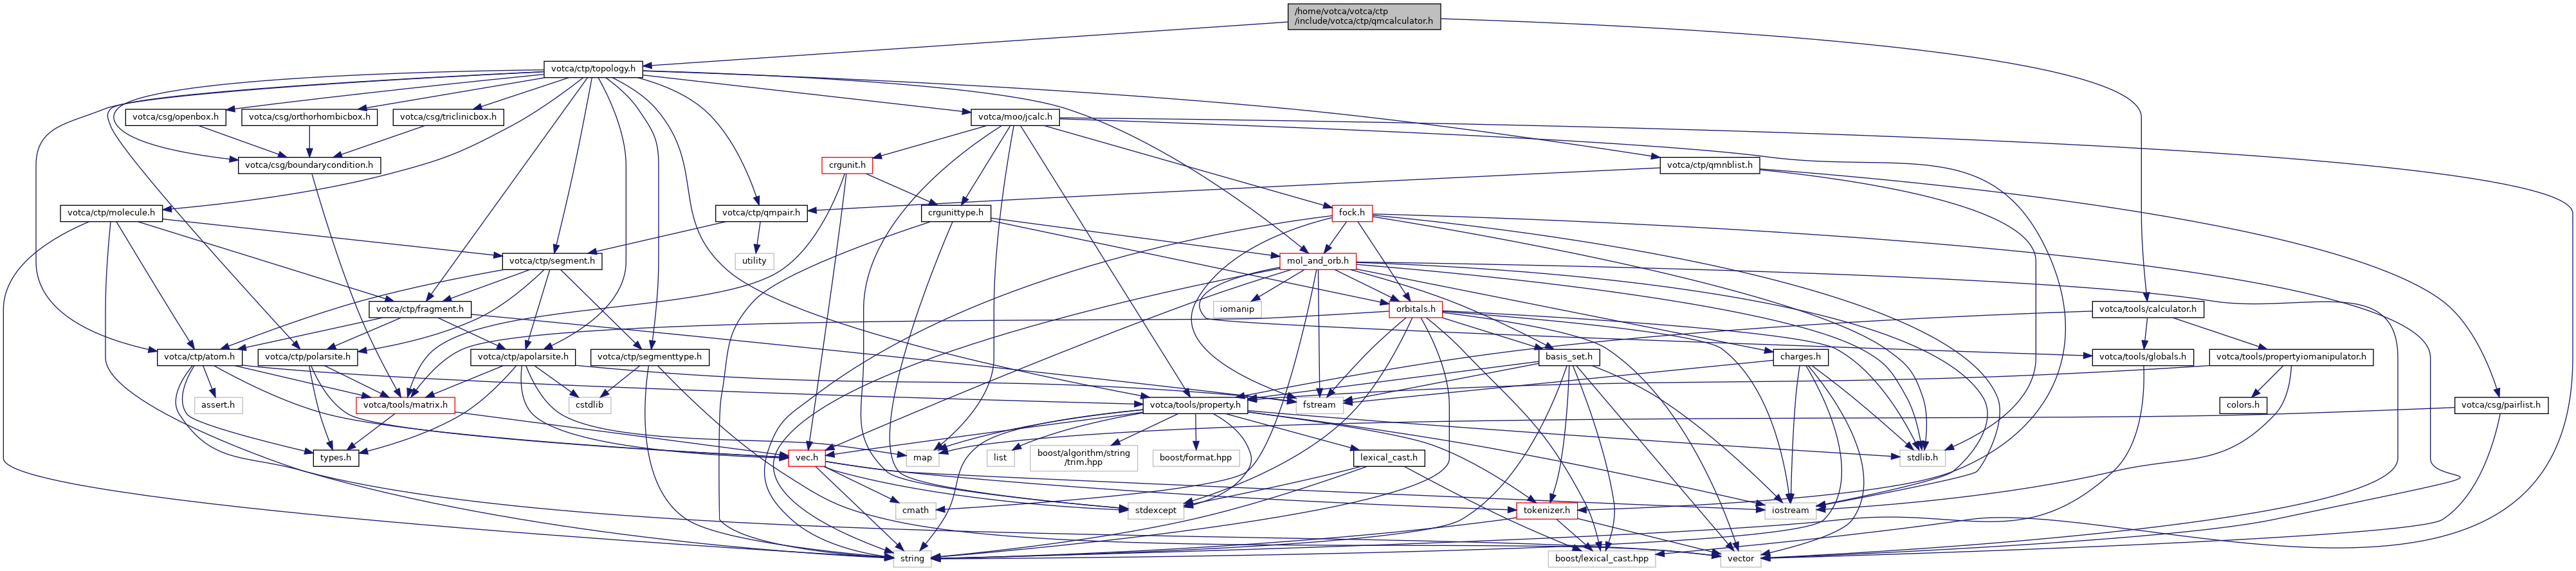 /home/votca/votca/ctp
/include/votca/ctp/qmcalculator.h
votca/ctp/topology.h
votca/csg/openbox.h
votca/csg/orthorhombicbox.h
votca/csg/triclinicbox.h
votca/moo/jcalc.h
votca/csg/boundarycondition.h
crgunit.h
votca/ctp/qmnblist.h
votca/ctp/molecule.h
votca/ctp/qmpair.h
crgunittype.h
fock.h
votca/ctp/segment.h
utility
mol_and_orb.h
votca/ctp/fragment.h
iomanip
orbitals.h
votca/tools/calculator.h
votca/ctp/atom.h
votca/ctp/polarsite.h
votca/ctp/apolarsite.h
votca/ctp/segmenttype.h
basis_set.h
charges.h
votca/tools/globals.h
votca/tools/propertyiomanipulator.h
assert.h
votca/tools/matrix.h
cstdlib
votca/tools/property.h
fstream
colors.h
votca/csg/pairlist.h
types.h
vec.h
map
list
boost/algorithm/string
/trim.hpp
boost/format.hpp
lexical_cast.h
stdlib.h
cmath
stdexcept
tokenizer.h
iostream
string
boost/lexical_cast.hpp
vector